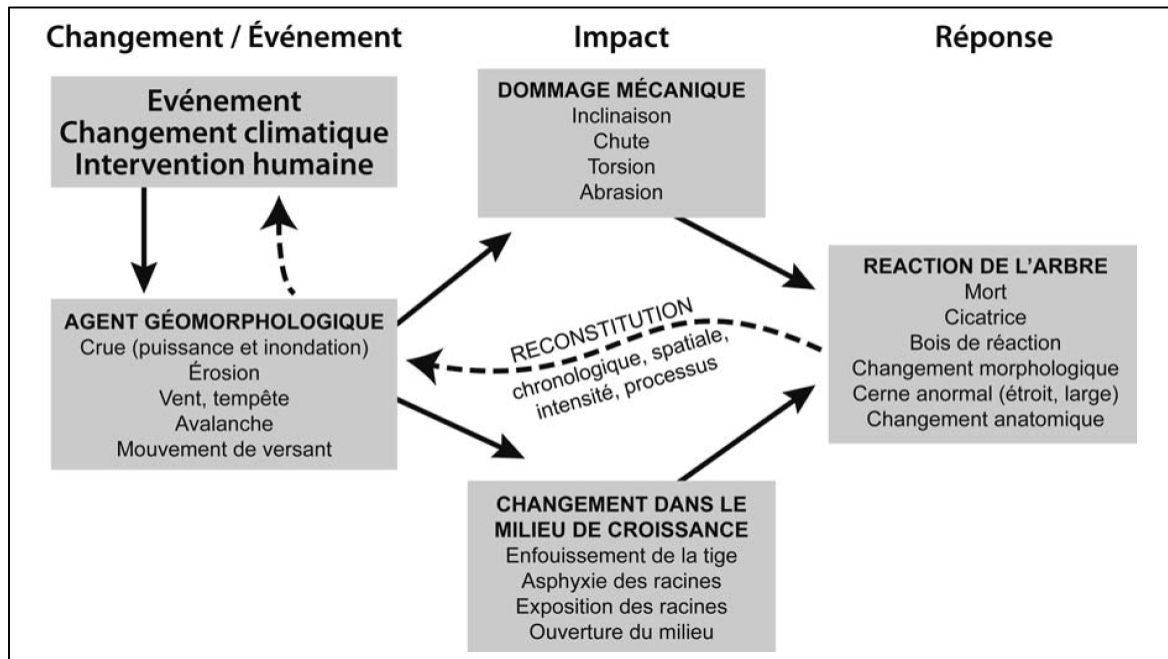 Changement / Événement
Impact
Réponse
Evénement
Changement climatique
Intervention humaine
AGENT GÉOMORPHOLOGIQUE
Crue (puissance et inondation)
Érosion
Vent, tempête
Avalanche
Mouvement de versant
DOMMAGE MÉCANIQUE
Inclinaison
Chute
Torsion
Abrasion
RECONSTITUTION
chronologique, spatiale,
intensité, processus
CHANGEMENT DANS LE
MILIEU DE CROISSANCE
Enfouissement de la tige
Asphyxie des racines
Exposition des racines
Ouverture du milieu
REACTION DE L'ARBRE
Mort
Cicatrice
Bois de réaction
Changement morphologique
Cerne anormal (étroit, large)
Changement anatomique